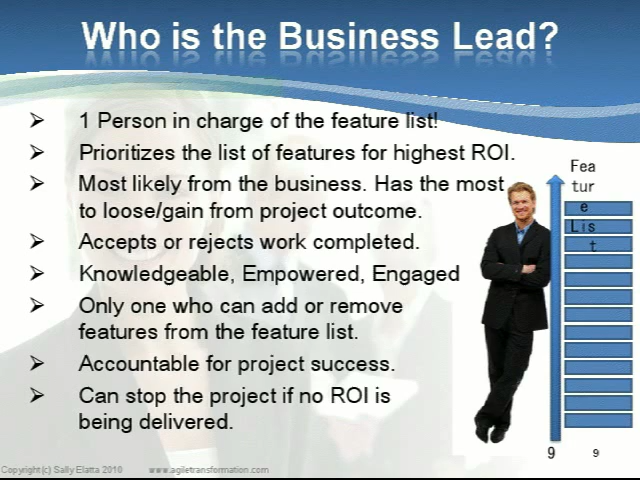 Who is the Business Lead?
➢ 1 Person in charge of the feature list!
➢ Prioritizes the list of features for highest ROI.
➢ Most likely from the business. Has the most
to loose/gain from project outcome.
➢ Accepts or rejects work completed.
➢ Knowledgeable, Empowered, Engaged
➢ Only one who can add or remove
features from the feature list.
➢ Accountable for project success.
➢ Can stop the project if no ROI is
being delivered.
Fea
tur
e
Lis
t
9
9
Copyright (c) Sally Elatta 2010 www.agiletransformation.com